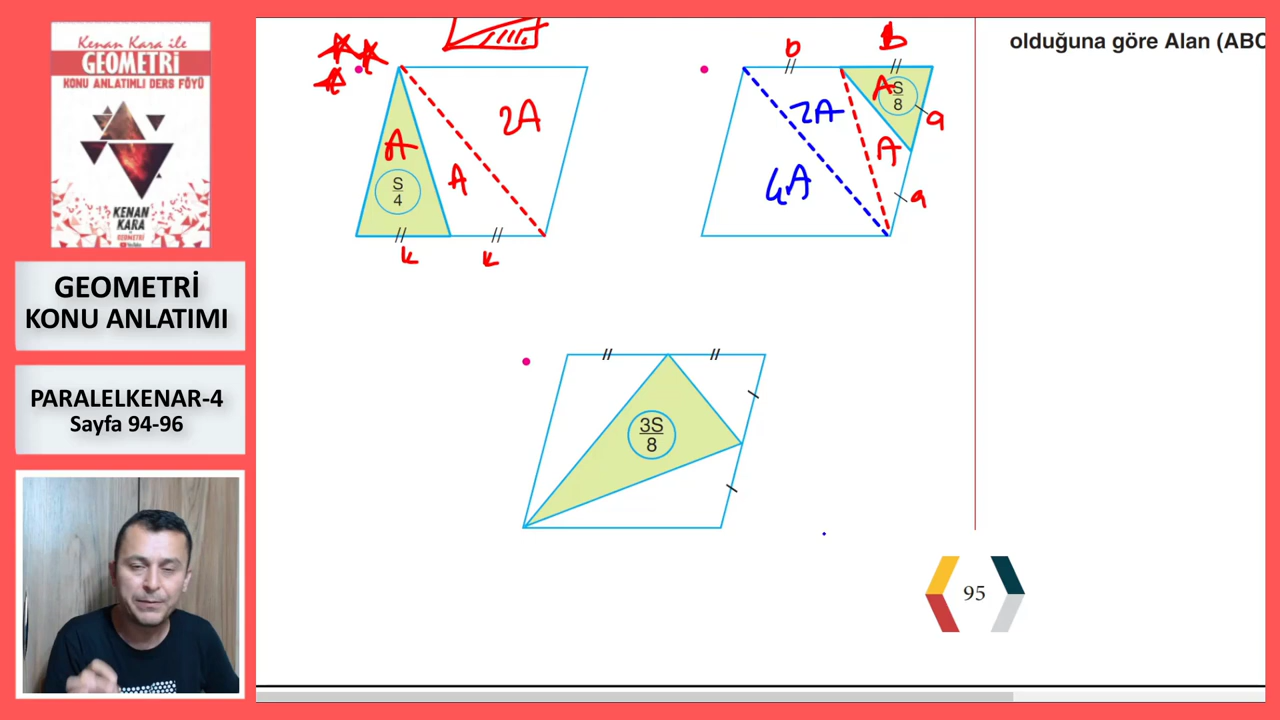 Kenan Kara ile
GEOMETRİ
KONU ANLATIMLI DERS FÖYÜ
KENAN
KARA
GEOMETRİ
GEOMETRİ
KONU ANLATIMI
PARALELKENAR-4
Sayfa 94-96
A
S
4
A
2A
k
k
b
b
A
S
8
a
2A
A
4A
a
3S
8
olduğuna göre Alan (ABC
95